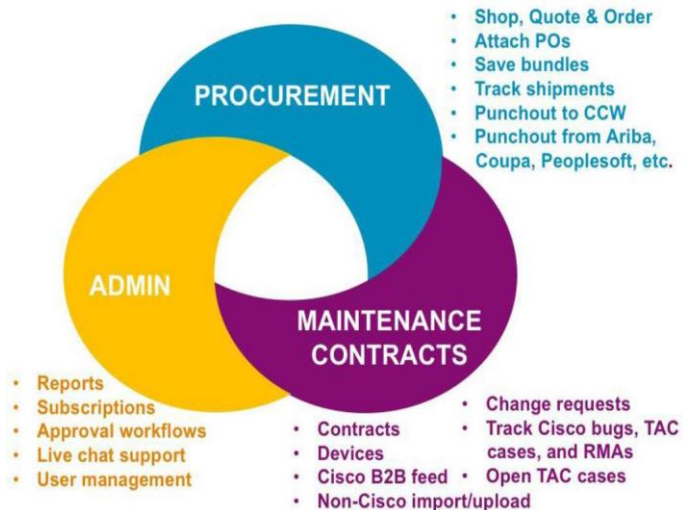 • Shop, Quote & Order
• Attach POs
• Save bundles
• Track shipments
• Punchout to CCW
• Punchout from Ariba,
Coupa, Peoplesoft, etc.
PROCUREMENT
ADMIN
MAINTENANCE
CONTRACTS
• Reports
• Subscriptions
• Approval workflows
• Live chat support
• User management
• Contracts
• Devices
• Cisco B2B feed
• Non-Cisco import/upload
• Change requests
• Track Cisco bugs, TAC
cases, and RMAs
• Open TAC cases